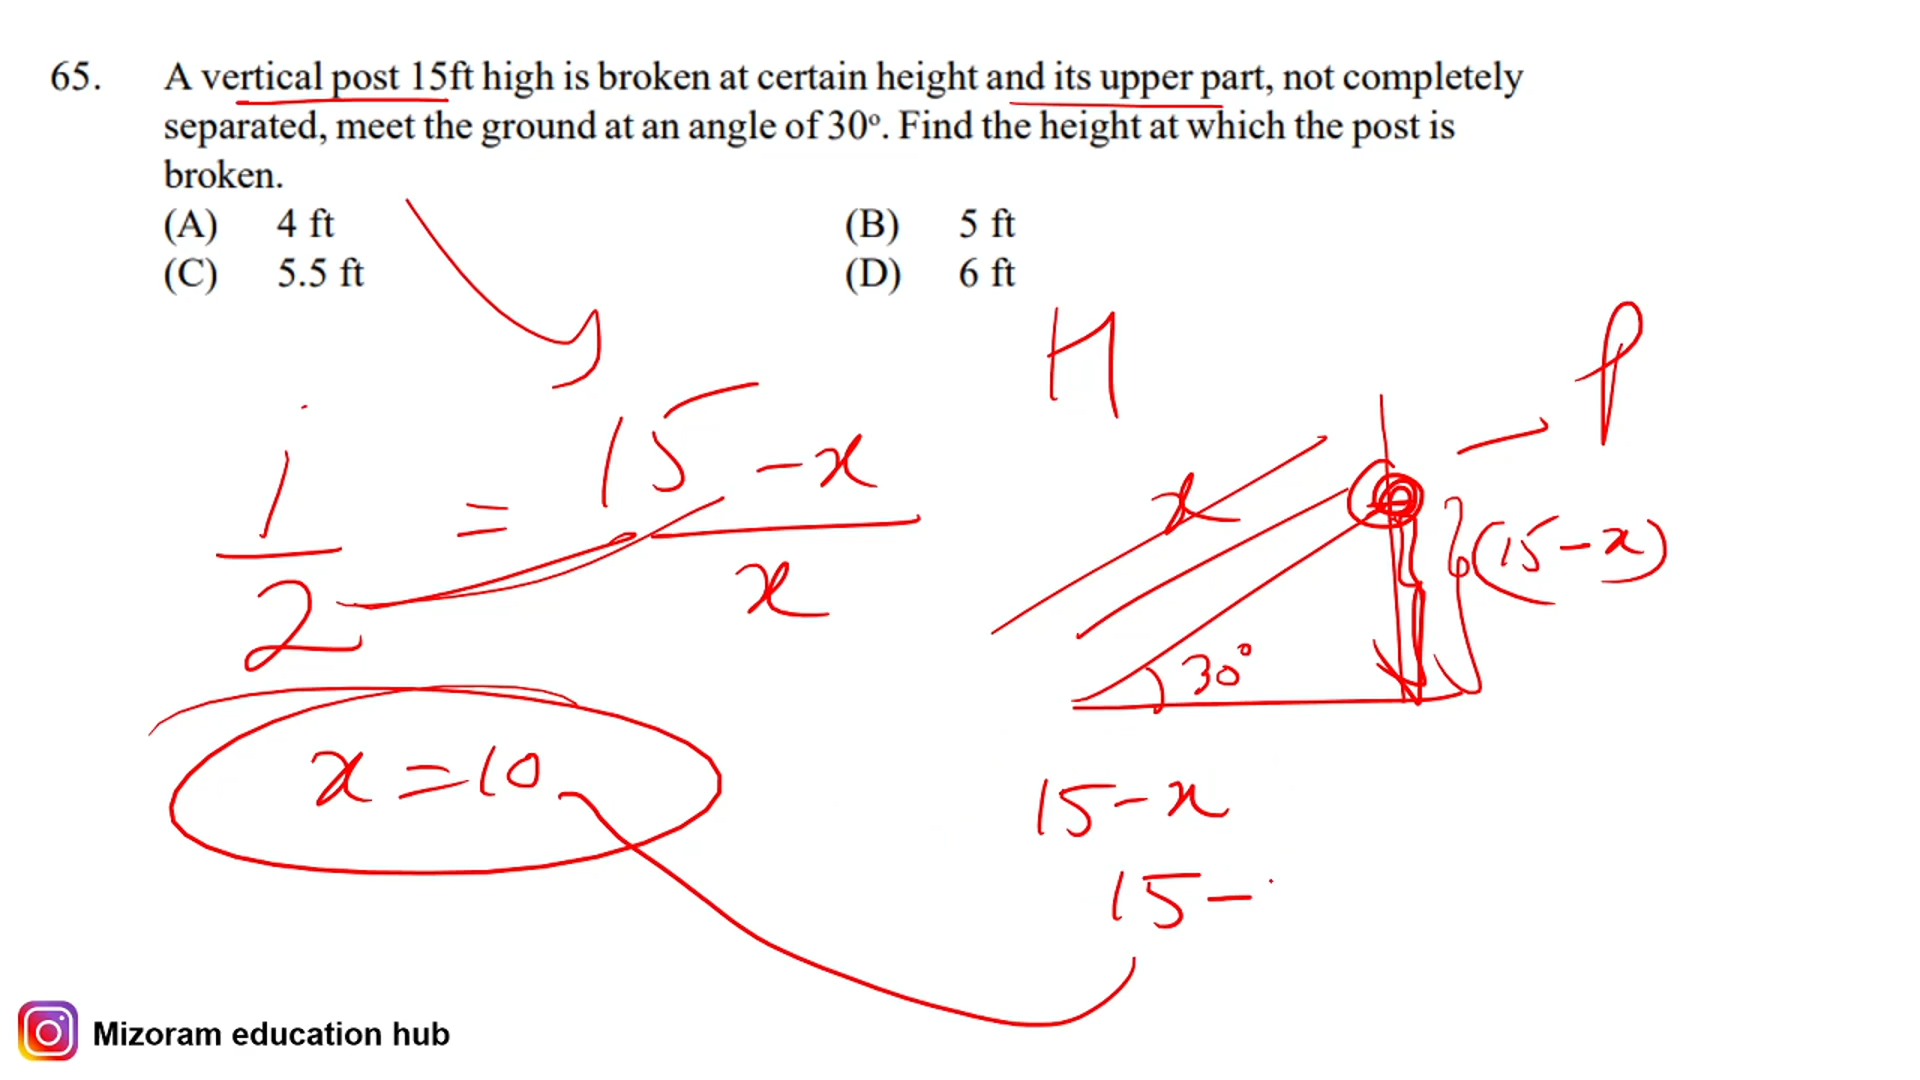 65. A vertical post 15ft high is broken at certain height and its upper part, not completely
separated, meet the ground at an angle of 30°. Find the height at which the post is
broken.
(A) 4 ft (B) 5 ft
(C) 5.5 ft (D) 6 ft
H P
1/2 = 15-x/x
x (15-x)
30°
x=10
15-x
15-
Mizoram education hub